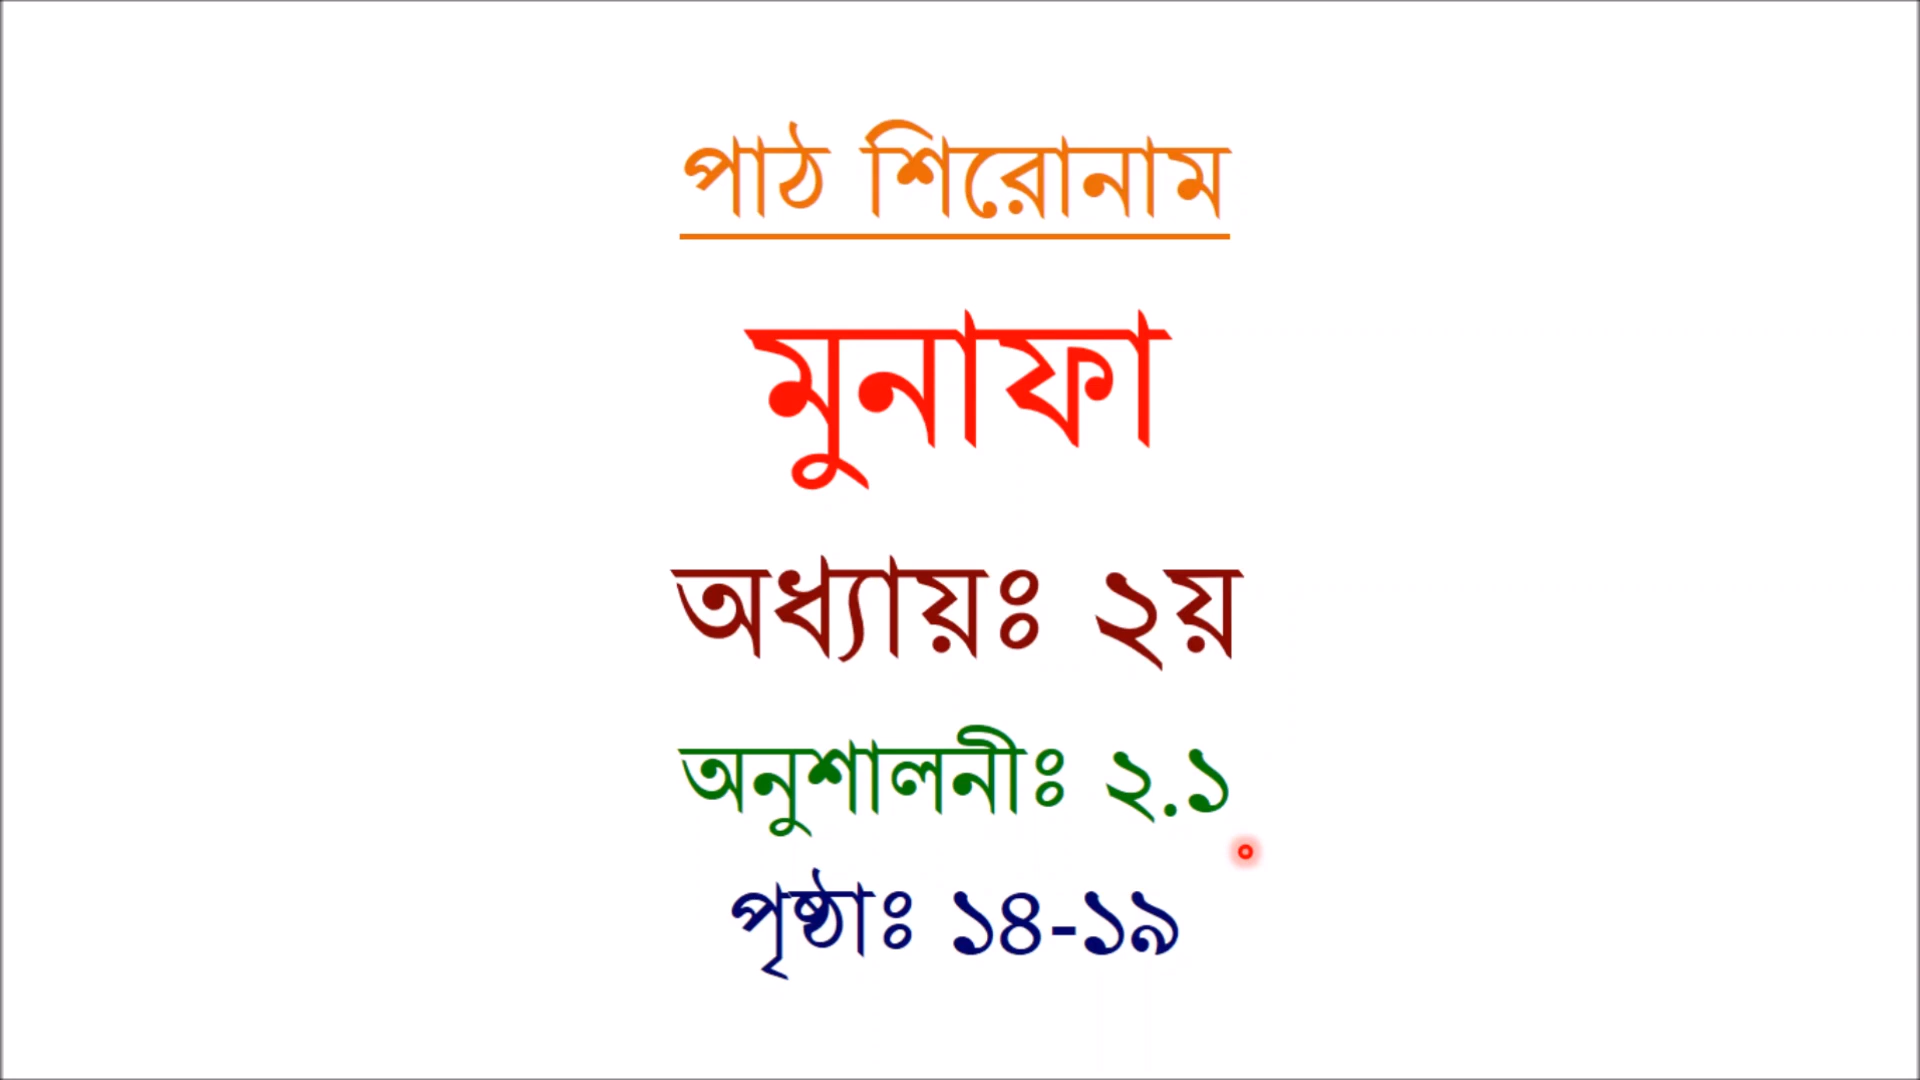 পাঠ শিরোনাম
মুনাফা
অধ্যায়ঃ ২য়
অনুশালনীঃ ২.১
পৃষ্ঠাঃ ১৪-১৯